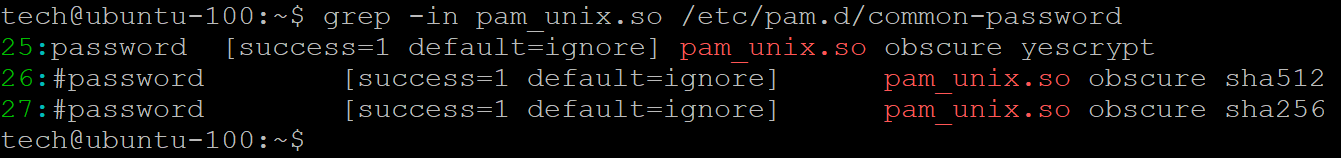 tech@ubuntu-100:~$ grep -in pam_unix.so /etc/pam.d/common-password
25:password  [success=1 default=ignore] pam_unix.so obscure yescrypt
26:#password        [success=1 default=ignore]      pam_unix.so obscure sha512
27:#password        [success=1 default=ignore]      pam_unix.so obscure sha256
tech@ubuntu-100:~$